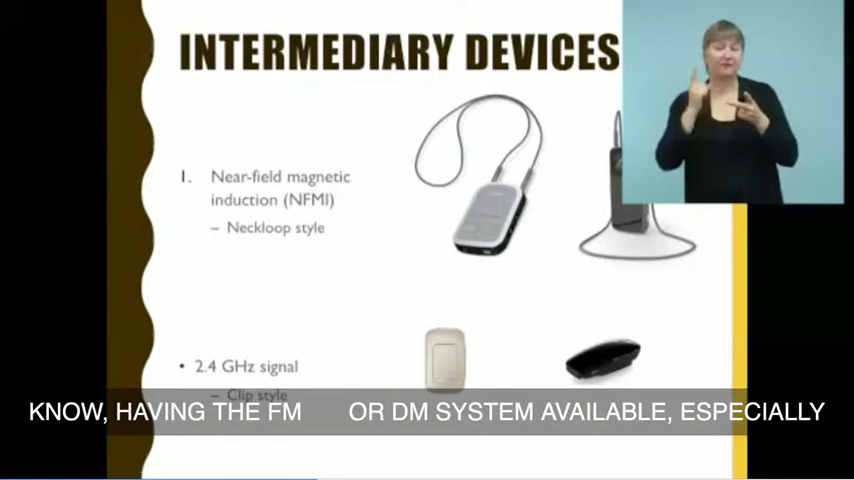 INTERMEDIARY DEVICES
1. Near-field magnetic
induction (NFMI)
– Neckloop style
• 2.4 GHz signal
– Clip style
KNOW, HAVING THE FM OR DM SYSTEM AVAILABLE, ESPECIALLY